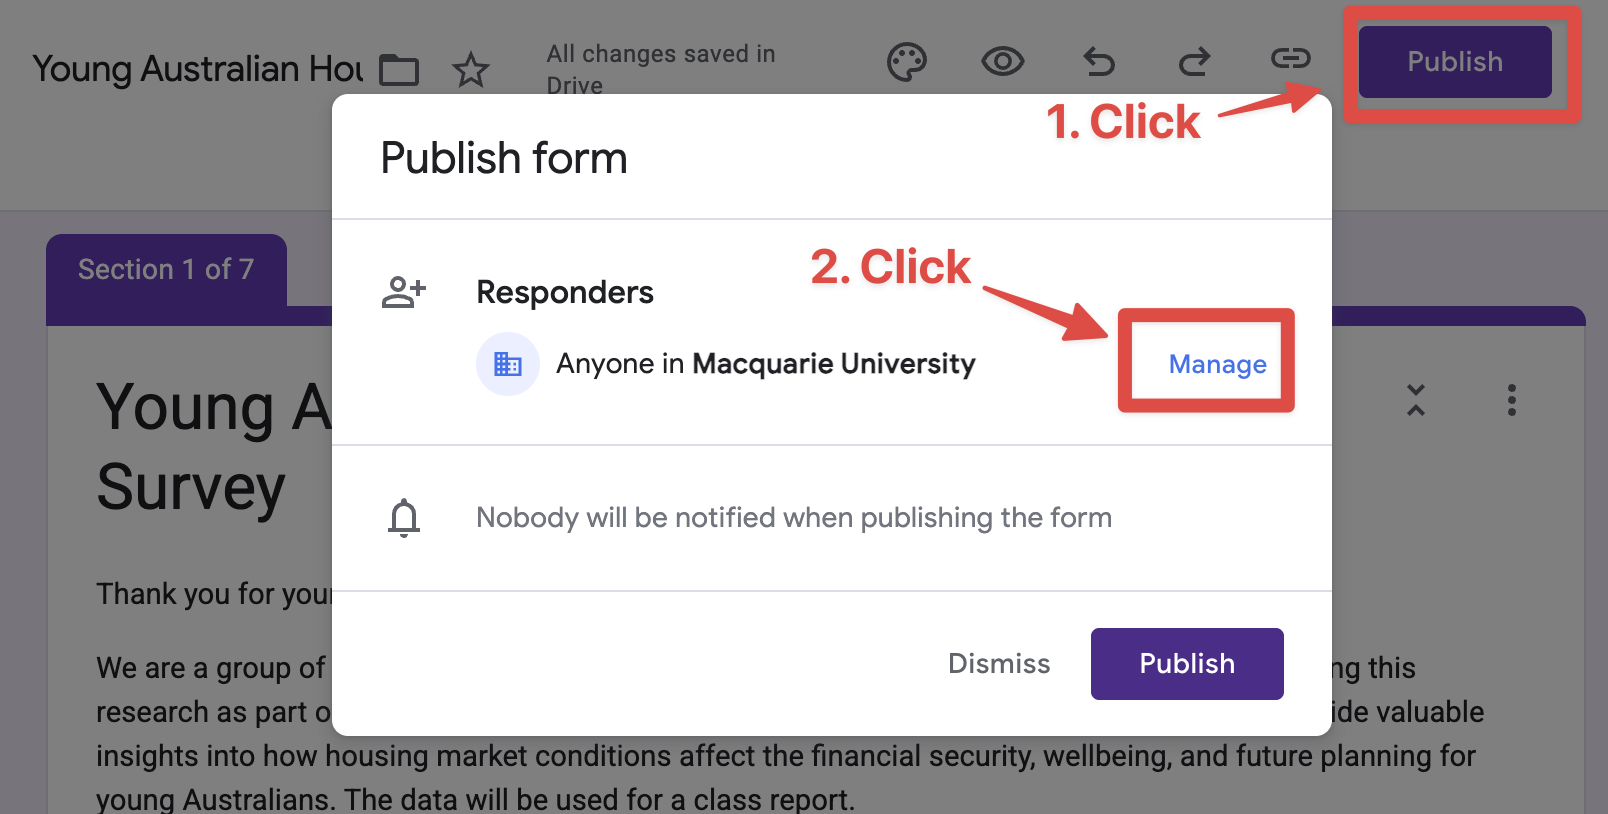 Young Australian Hou
All changes saved in
Drive
Publish
1. Click
Publish form
Section 1 of 7
2. Click
Responders
Anyone in Macquarie University
Manage
Young A
Survey
Nobody will be notified when publishing the form
Thank you for your
Dismiss
Publish
We are a group of ng this
research as part o ide valuable
insights into how housing market conditions affect the financial security, wellbeing, and future planning for
young Australians. The data will be used for a class report.